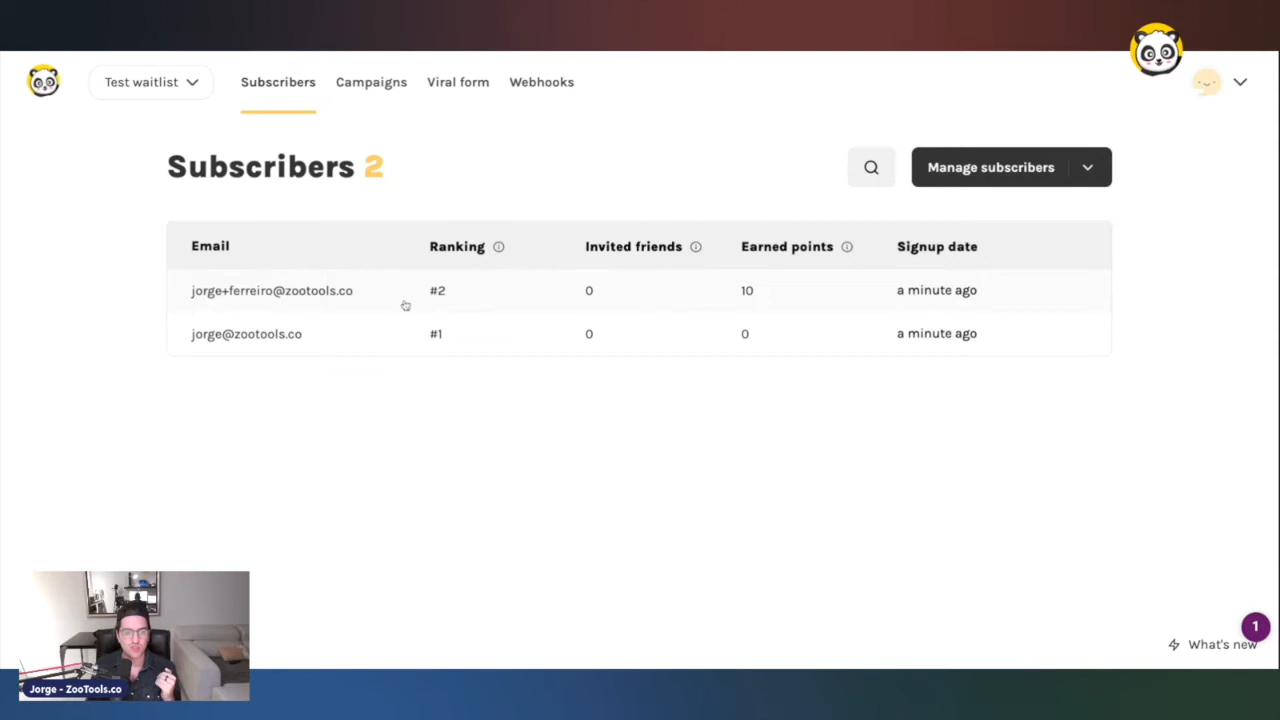 Test waitlist
Subscribers
Campaigns
Viral form
Webhooks
Subscribers 2
Manage subscribers
Email Ranking Invited friends Earned points Signup date
jorge+ferreiro@zootools.co #2 0 10 a minute ago
jorge@zootools.co #1 0 0 a minute ago
1
What's new
Jorge - ZooTools.co